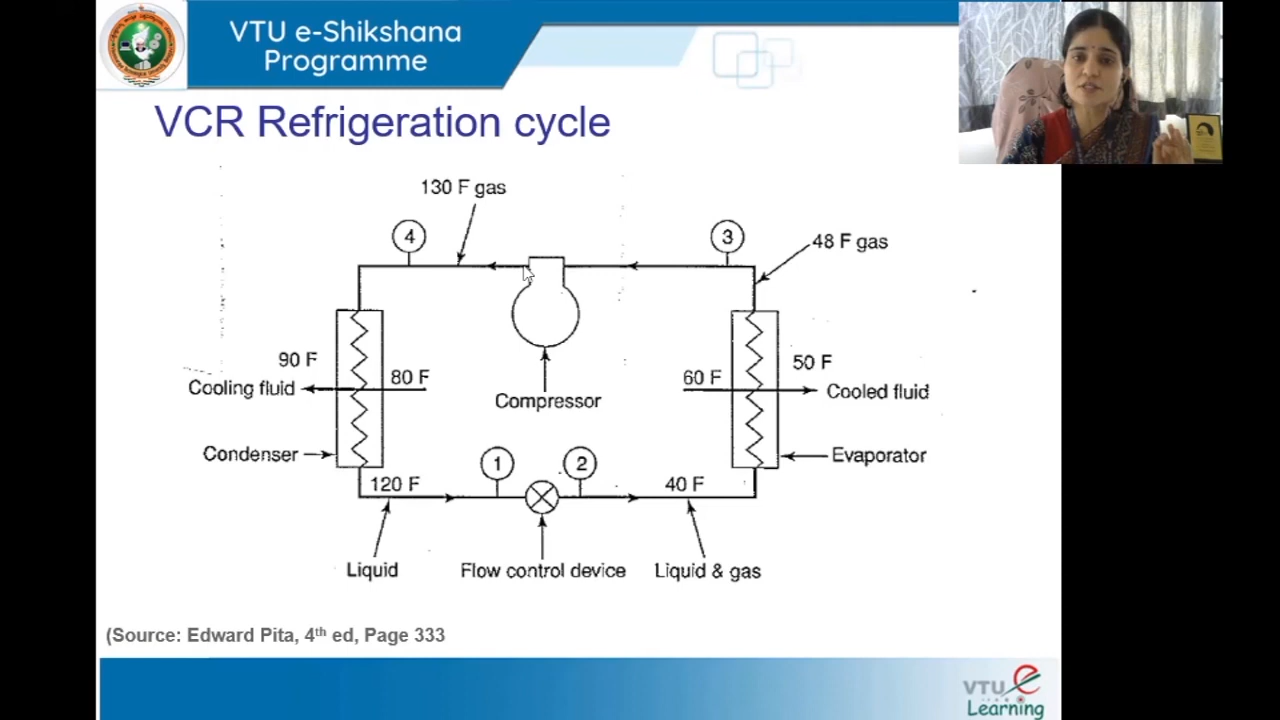 VTU e-Shikshana
Programme
VCR Refrigeration cycle
130 F gas
4
3
48 F gas
90 F
80 F
60 F
50 F
Cooling fluid
Cooled fluid
Compressor
Condenser
Evaporator
120 F
1
2
40 F
Liquid
Flow control device
Liquid & gas
(Source: Edward Pita, 4th ed, Page 333
VTU e
Learning